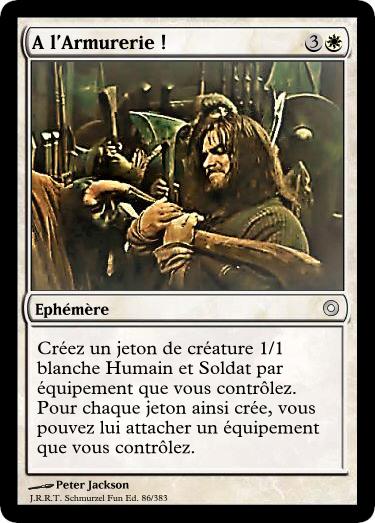 A l'Armurerie !
3
Ephémère
Créez un jeton de créature 1/1
blanche Humain et Soldat par
équipement que vous contrôlez.
Pour chaque jeton ainsi crée, vous
pouvez lui attacher un équipement
que vous contrôlez.
Peter Jackson
J.R.R.T. Schmurzel Fun Ed. 86/383